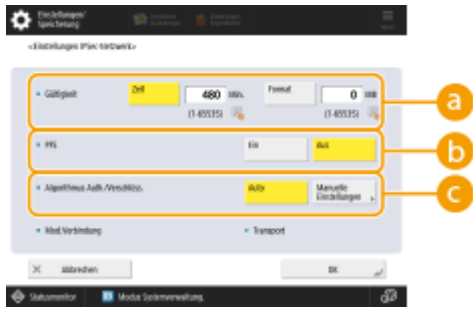 Einstellungen/
Speicherung
<Einstellungen IPSec-Netzwerk>
Gültigkeit
Zeit
480 Min.
(1-65535)
Format
0 MB
(1-65535)
a
PFS
Ein
Aus
b
Algorithmus Auth./Verschlüss.
Auto
Manuelle
Einstellungen
c
Mod.Verbindung
Transport
Abbrechen
OK
Statusmonitor
Modus Systemverwaltung.